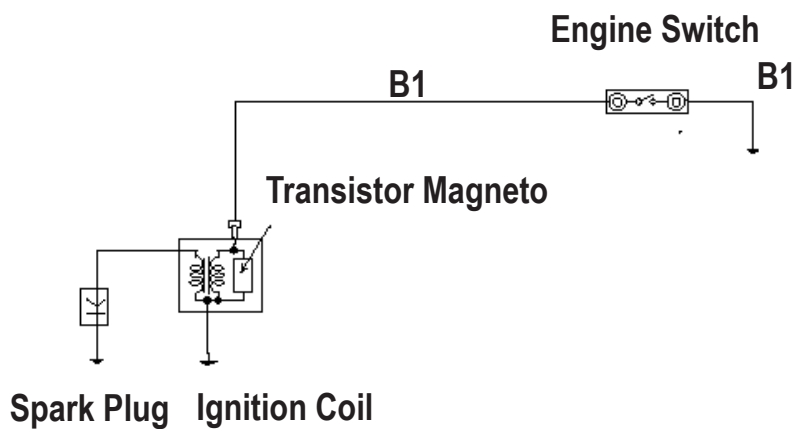 Engine Switch
B1
B1
Transistor Magneto
Spark Plug
Ignition Coil